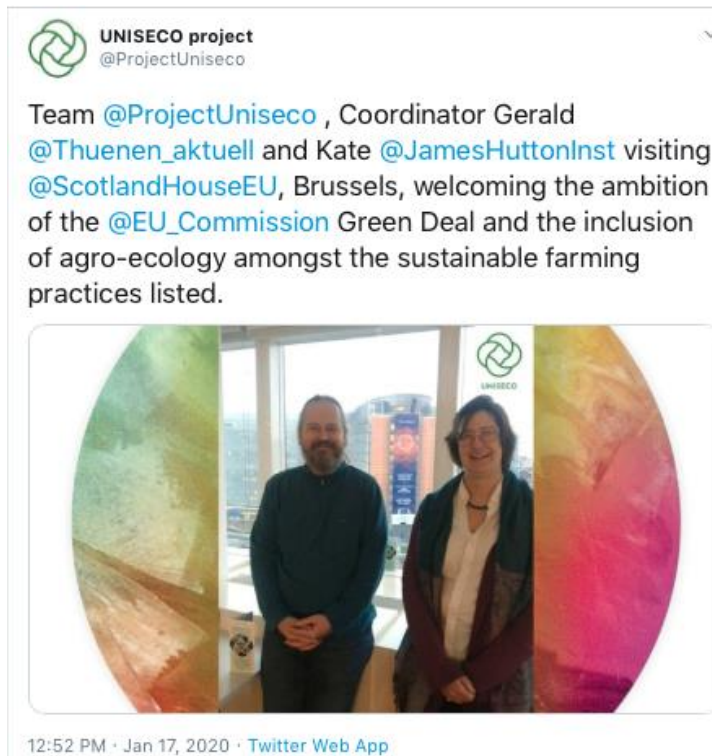 UNISECO project
@ProjectUniseco
Team @ProjectUniseco , Coordinator Gerald
@Thuenen_aktuell and Kate @JamesHuttonInst visiting
@ScotlandHouseEU, Brussels, welcoming the ambition
of the @EU_Commission Green Deal and the inclusion
of agro-ecology amongst the sustainable farming
practices listed.
UNISECO
12:52 PM · Jan 17, 2020 · Twitter Web App